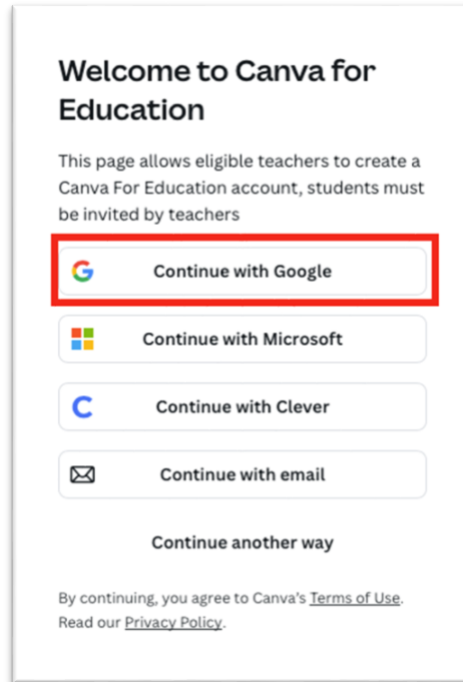 Welcome to Canva for
Education
This page allows eligible teachers to create a
Canva For Education account, students must
be invited by teachers
Continue with Google
Continue with Microsoft
Continue with Clever
Continue with email
Continue another way
By continuing, you agree to Canva's Terms of Use.
Read our Privacy Policy.